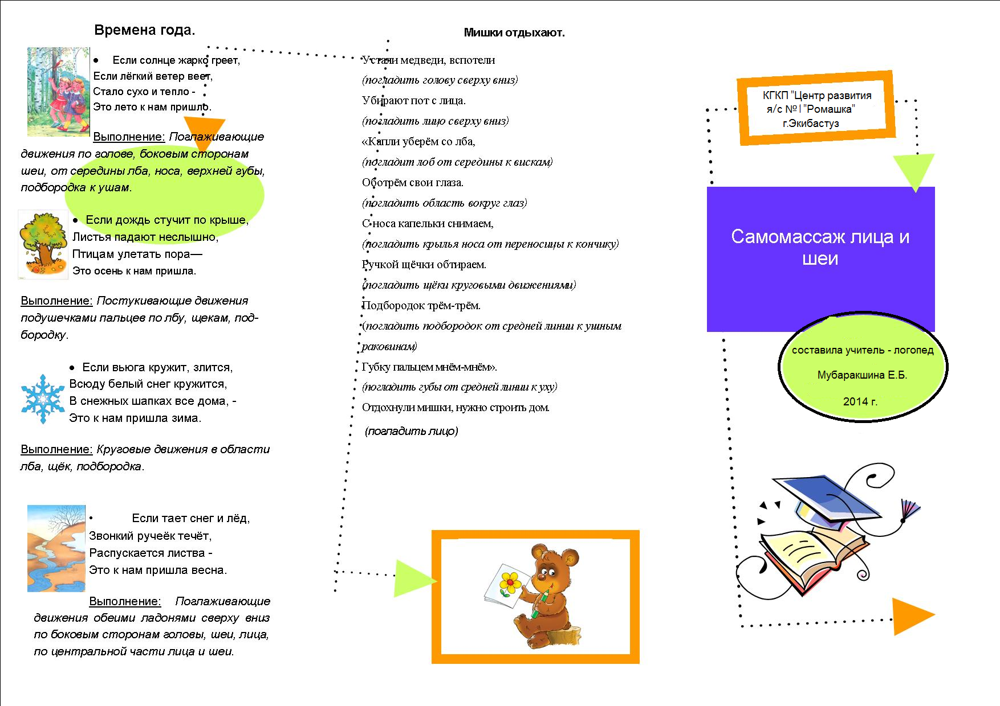 Времена года.
• Если солнце жарко греет,
Если лёгкий ветер веет,
Стало сухо и тепло -
Это лето к нам пришло.
Выполнение: Поглаживающие
движения по голове, боковым сторонам
шеи, от середины лба, носа, верхней губы,
подбородка к ушам.
• Если дождь стучит по крыше,
Листья падают неслышно,
Птицам улетать пора—
Это осень к нам пришла.
Выполнение: Постукивающие движения
подушечками пальцев по лбу, щекам, под-
бородку.
• Если вьюга кружит, злится,
Всюду белый снег кружится,
В снежных шапках все дома, -
Это к нам пришла зима.
Выполнение: Круговые движения в области
лба, щёк, подбородка.
• Если тает снег и лёд,
Звонкий ручеёк течёт,
Распускается листва -
Это к нам пришла весна.
Выполнение: Поглаживающие
движения обеими ладонями сверху вниз
по боковым сторонам головы, шеи, лица,
по центральной части лица и шеи.
Мишки отдыхают.
Устали медведи, вспотели
(погладить голову сверху вниз)
Убирают пот с лица.
(погладить лицо сверху вниз)
«Капли уберём со лба,
(погладит лоб от середины к вискам)
Оботрём свои глаза.
(погладить область вокруг глаз)
С носа капельки снимаем,
(погладить крылья носа от переносицы к кончику)
Ручкой щёчки обтираем.
(погладить щёки круговыми движениями)
Подбородок трём-трём.
(погладить подбородок от средней линии к ушным
раковинам)
Губку пальцем мнём-мнём».
(погладить губы от средней линии к уху)
Отдохнули мишки, нужно строить дом.
(погладить лицо)
КГКП "Центр развития
я/с №1"Ромашка"
г.Экибастуз
Самомассаж лица и
шеи
составила учитель - логопед
Мубаракшина Е.Б.
2014 г.